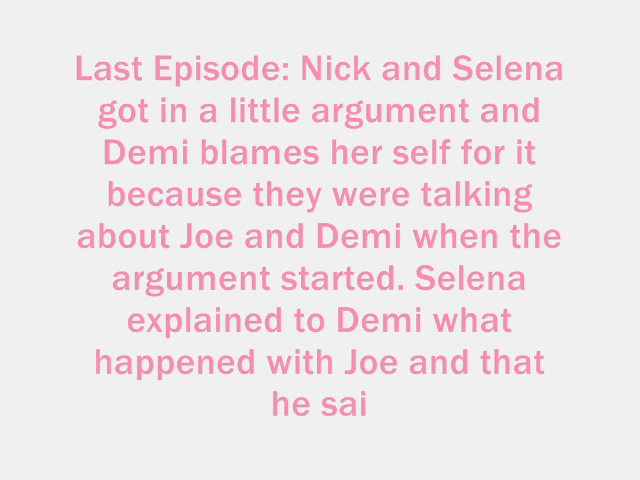 Last Episode: Nick and Selena
got in a little argument and
Demi blames her self for it
because they were talking
about Joe and Demi when the
argument started. Selena
explained to Demi what
happened with Joe and that
he sai